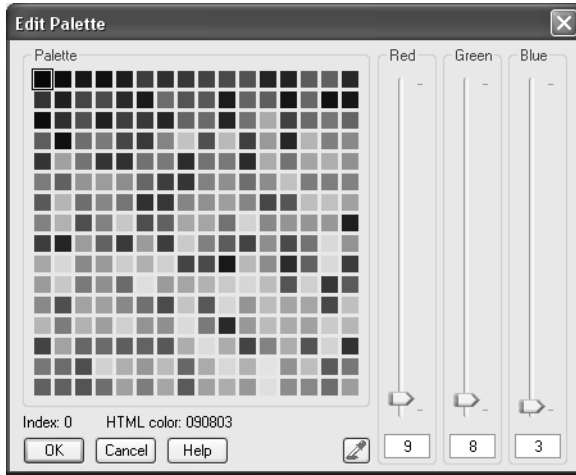 Edit Palette
Palette
Red
Green
Blue
Index: 0 HTML color: 090803
OK Cancel Help
9 8 3